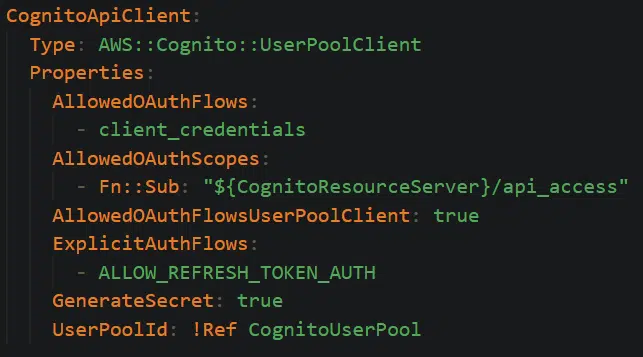 CognitoApiClient:
  Type: AWS::Cognito::UserPoolClient
  Properties:
    AllowedOAuthFlows:
      - client_credentials
    AllowedOAuthScopes:
      - Fn::Sub: "${CognitoResourceServer}/api_access"
    AllowedOAuthFlowsUserPoolClient: true
    ExplicitAuthFlows:
      - ALLOW_REFRESH_TOKEN_AUTH
    GenerateSecret: true
    UserPoolId: !Ref CognitoUserPool